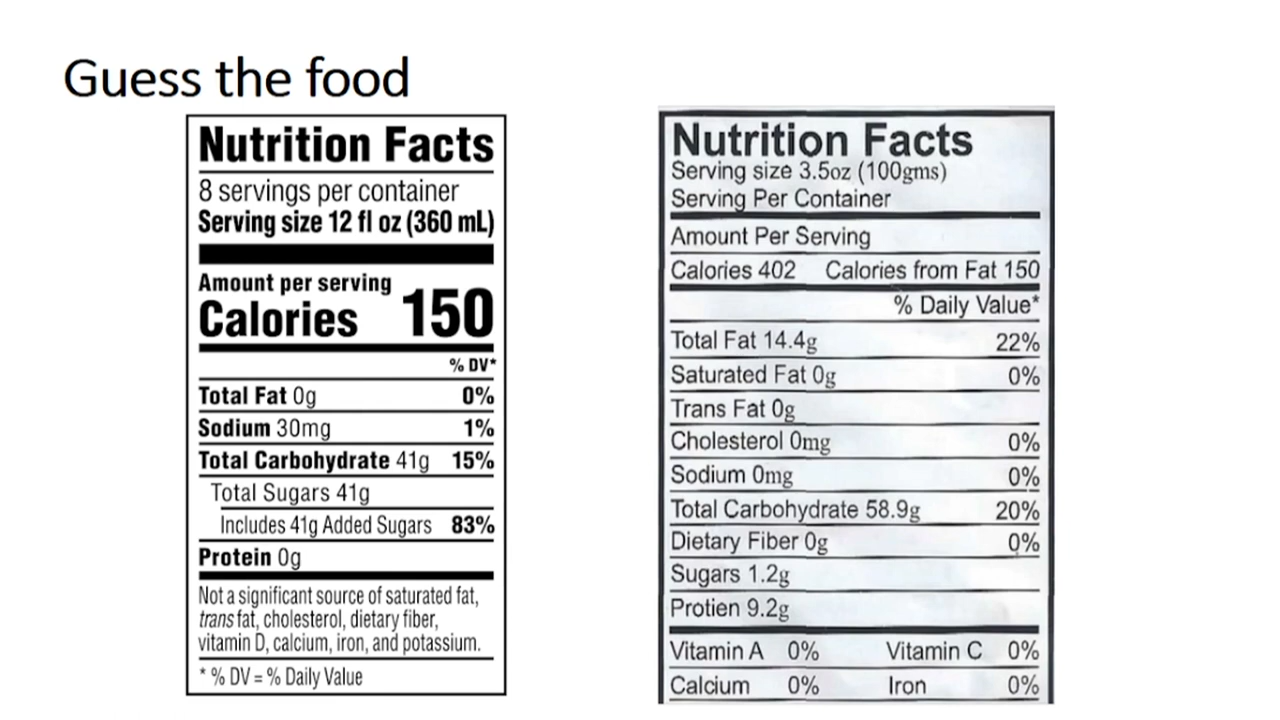 Guess the food
Nutrition Facts
8 servings per container
Serving size 12 fl oz (360 mL)
Amount per serving
Calories 150
% DV*
Total Fat 0g 0%
Sodium 30mg 1%
Total Carbohydrate 41g 15%
Total Sugars 41g
Includes 41g Added Sugars 83%
Protein 0g
Not a significant source of saturated fat,
trans fat, cholesterol, dietary fiber,
vitamin D, calcium, iron, and potassium.
* % DV = % Daily Value
Nutrition Facts
Serving size 3.5oz (100gms)
Serving Per Container
Amount Per Serving
Calories 402 Calories from Fat 150
% Daily Value*
Total Fat 14.4g 22%
Saturated Fat 0g 0%
Trans Fat 0g
Cholesterol 0mg 0%
Sodium 0mg 0%
Total Carbohydrate 58.9g 20%
Dietary Fiber 0g 0%
Sugars 1.2g
Protien 9.2g
Vitamin A 0% Vitamin C 0%
Calcium 0% Iron 0%